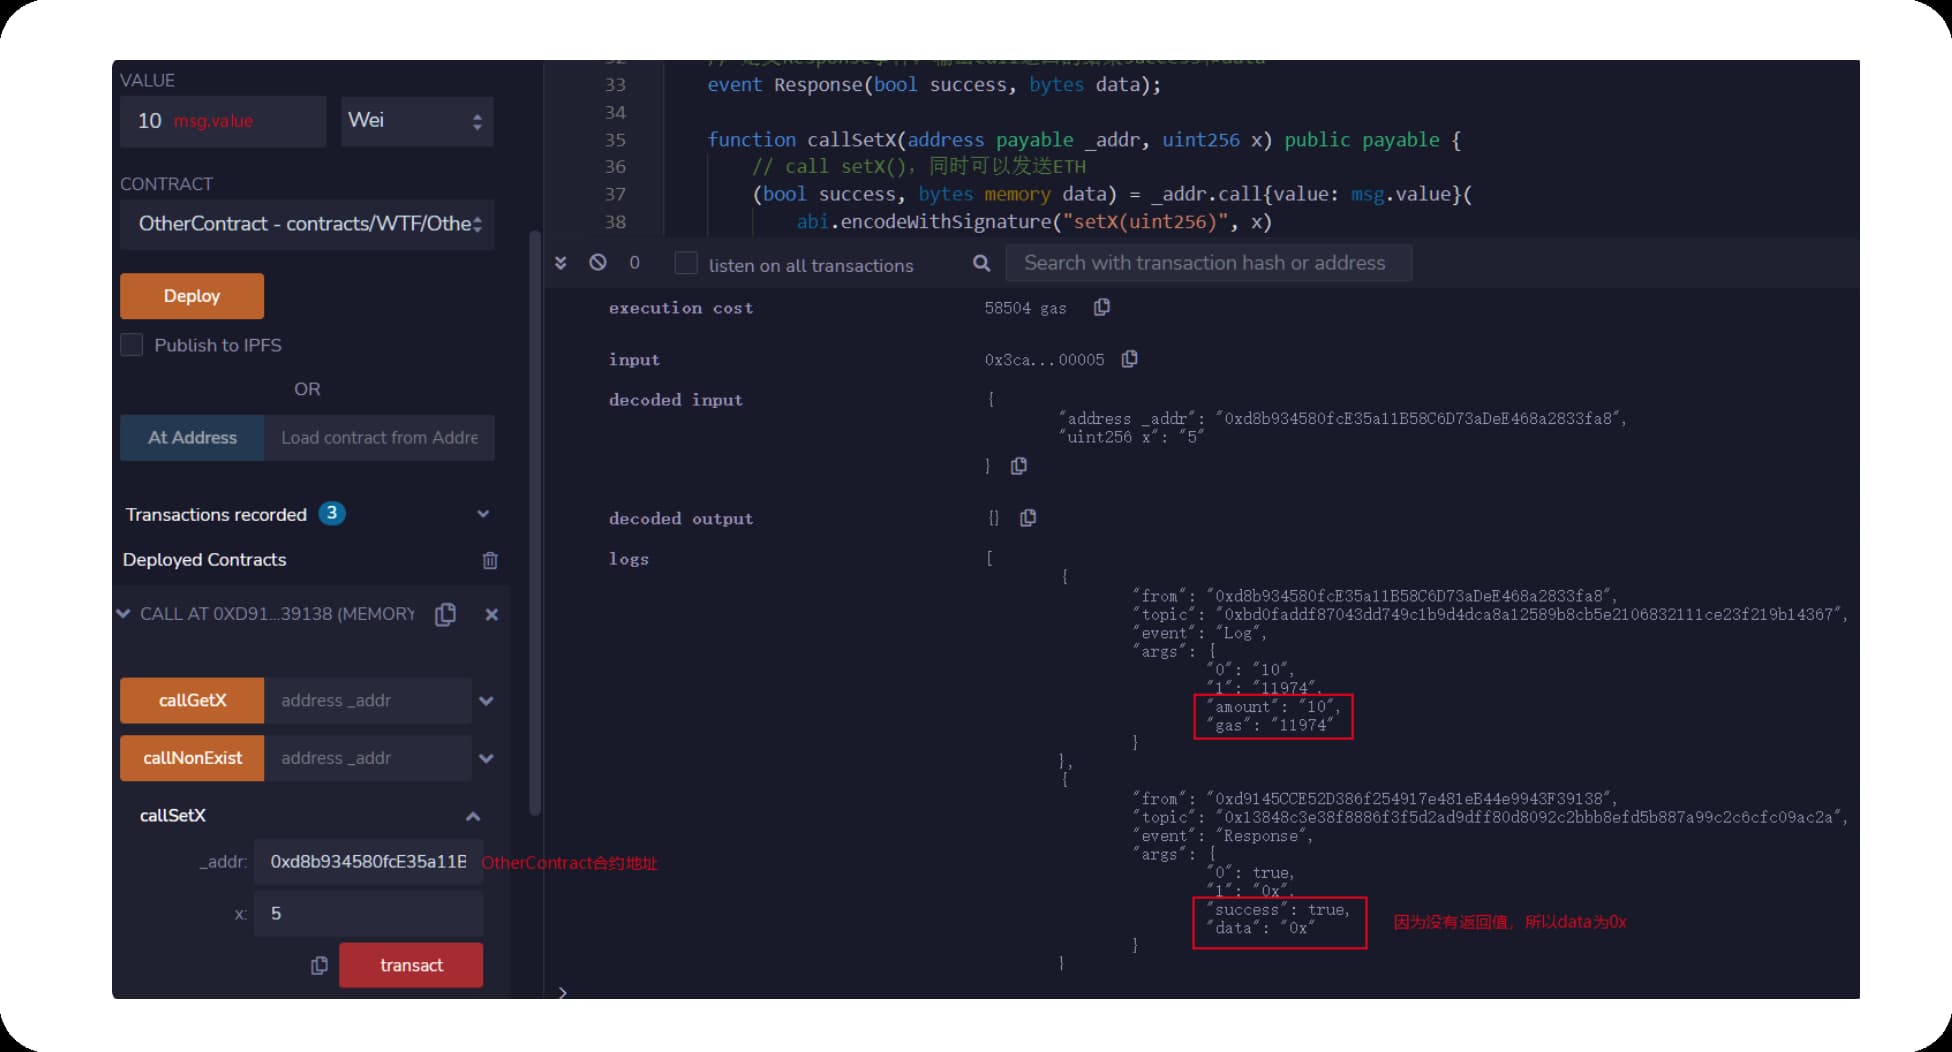 VALUE
10 msg.value
Wei
CONTRACT
OtherContract - contracts/WTF/Othe
Deploy
Publish to IPFS
OR
At Address
Load contract from Addre
Transactions recorded 3
Deployed Contracts
CALL AT 0XD91...39138 (MEMORY
callGetX
address _addr
callNonExist
address _addr
callSetX
_addr:
0xd8b934580fcE35a11B
OtherContract合约地址
x:
5
transact
33 event Response(bool success, bytes data);
34
35 function callSetX(address payable _addr, uint256 x) public payable {
36 // call setX(), 同时可以发送ETH
37 (bool success, bytes memory data) = _addr.call{value: msg.value}(
38 abi.encodeWithSignature("setX(uint256)", x)
0
listen on all transactions
Search with transaction hash or address
execution cost 58504 gas
input 0x3ca...00005
decoded input {
"address _addr": "0xd8b934580fcE35a11B58C6D73aDeE468a2833fa8",
"uint256 x": "5"
}
decoded output {}
logs [
{
"from": "0xd8b934580fcE35a11B58C6D73aDeE468a2833fa8",
"topic": "0xbd0faddf87043dd749c1b9d4dca8a12589b8cb5e2106832111ce23f219b14367",
"event": "Log",
"args": {
"0": "10",
"1": "11974",
"amount": "10",
"gas": "11974"
}
},
{
"from": "0xd9145CCE52D386f254917e481eB44e9943F39138",
"topic": "0x13848c3e38f8886f3f5d2ad9dff80d8092c2bbb8efd5b887a99c2c6cfc09ac2a",
"event": "Response",
"args": {
"0": true,
"1": "0x",
"success": true,
"data": "0x"
因为没有返回值，所以data为0x
}
}
>